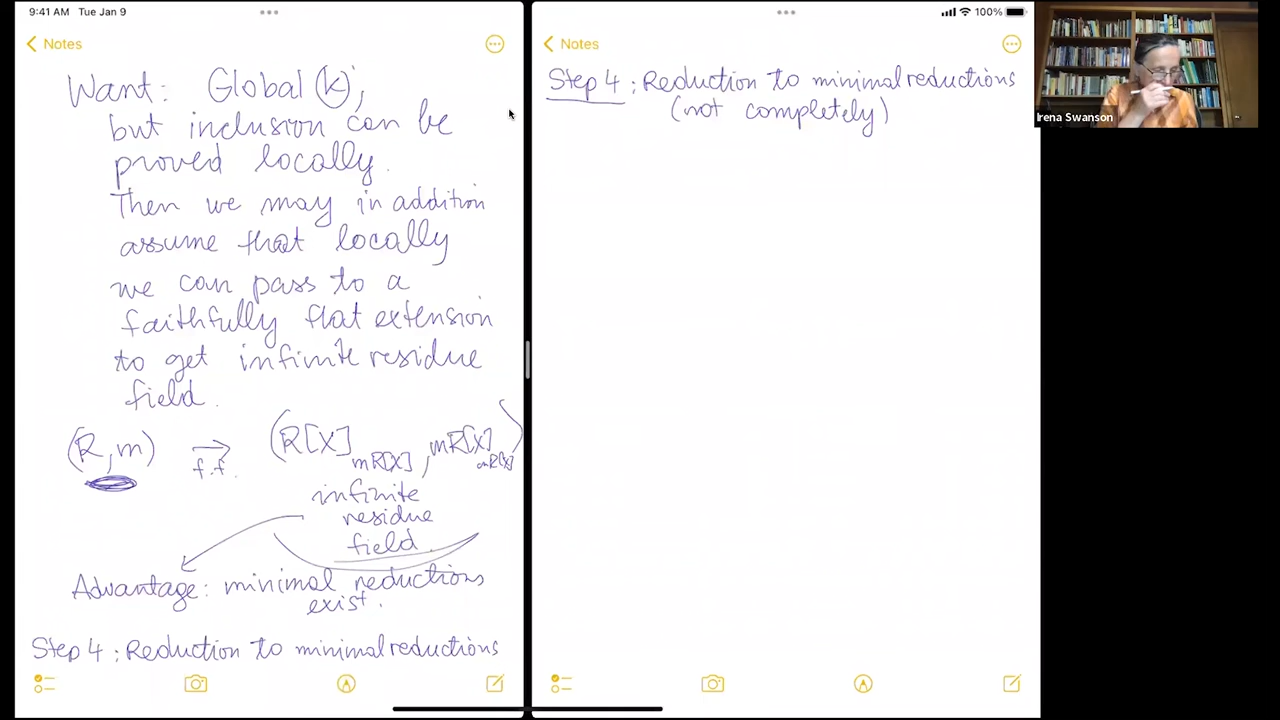 9:41 AM Tue Jan 9
Notes
Want: Global (k),
but inclusion can be
proved locally.
Then we may in addition
assume that locally
we can pass to a
faithfully flat extension
to get infinite residue
field.
(R, m) → f.f. (R[X] mR[X], mR[X] mR[X])
infinite
residue
field.
Advantage: minimal reductions
exist.
Step 4: Reduction to minimal reductions
100%
Notes
Step 4: Reduction to minimal reductions
(not completely)
Irena Swanson